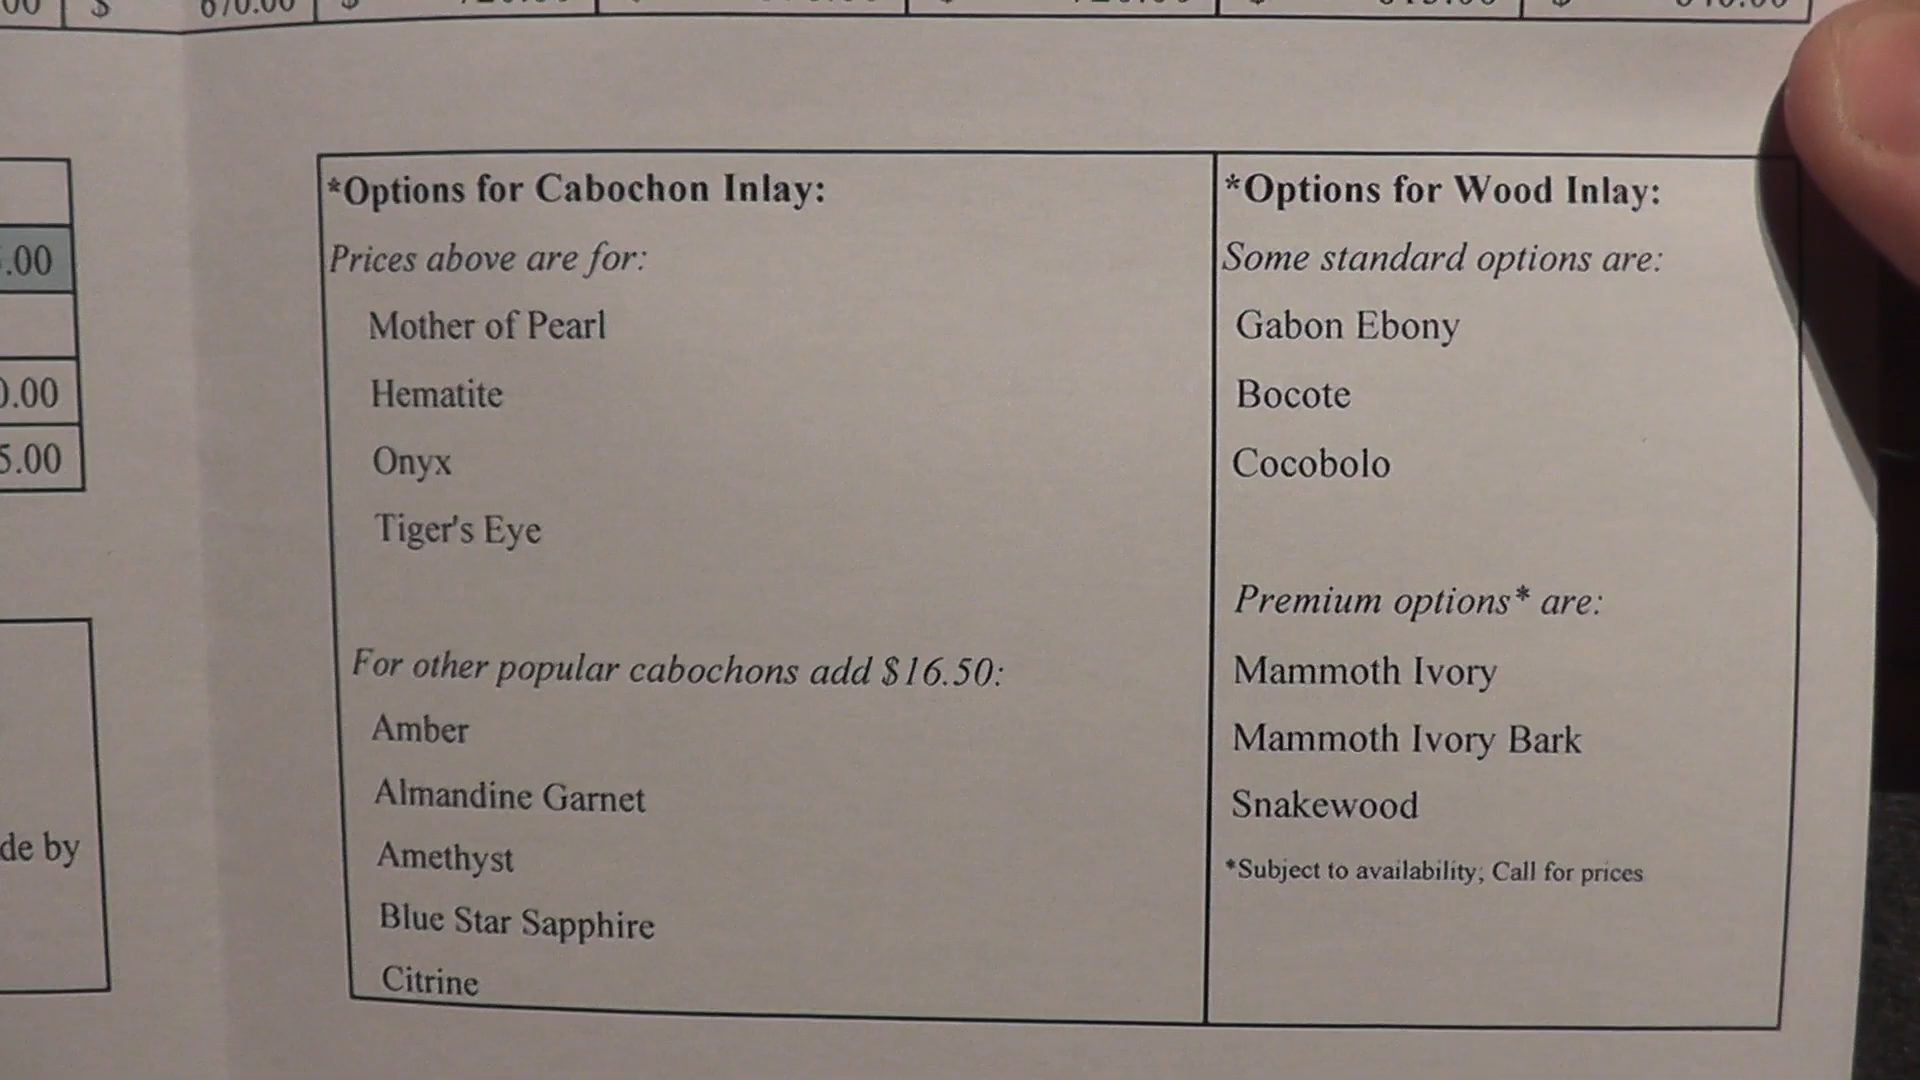 $ 670.00 $ $ $ $
*Options for Cabochon Inlay:
Prices above are for:
Mother of Pearl
Hematite
Onyx
Tiger's Eye
For other popular cabochons add $16.50:
Amber
Almandine Garnet
Amethyst
Blue Star Sapphire
Citrine
*Options for Wood Inlay:
Some standard options are:
Gabon Ebony
Bocote
Cocobolo
Premium options* are:
Mammoth Ivory
Mammoth Ivory Bark
Snakewood
*Subject to availability; Call for prices
.00
0.00
5.00
de by